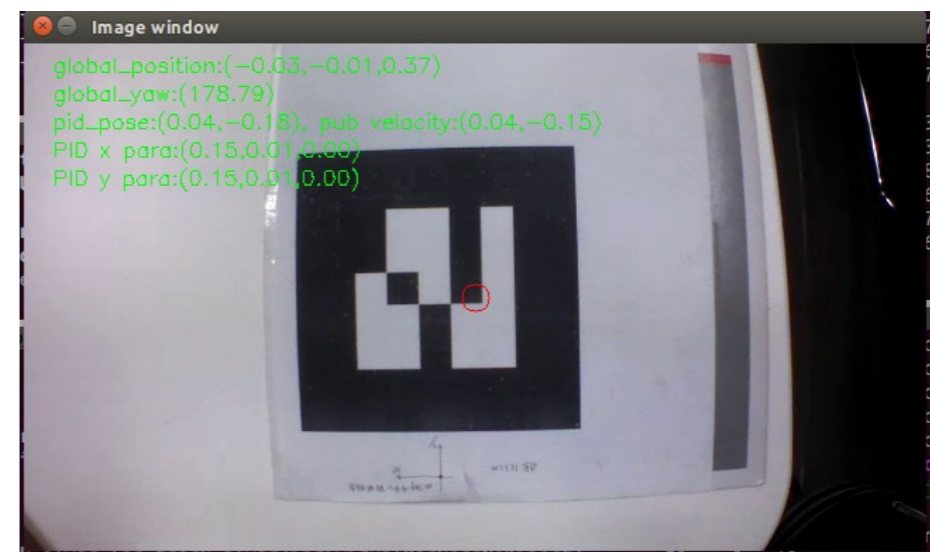 Image window
global_position:(-0.03,-0.01,0.37)
global_yaw:(178.79)
pid_pose:(0.04,-0.18), pub velocity:(0.04,-0.15)
PID x para:(0.15,0.01,0.00)
PID y para:(0.15,0.01,0.00)
y
x